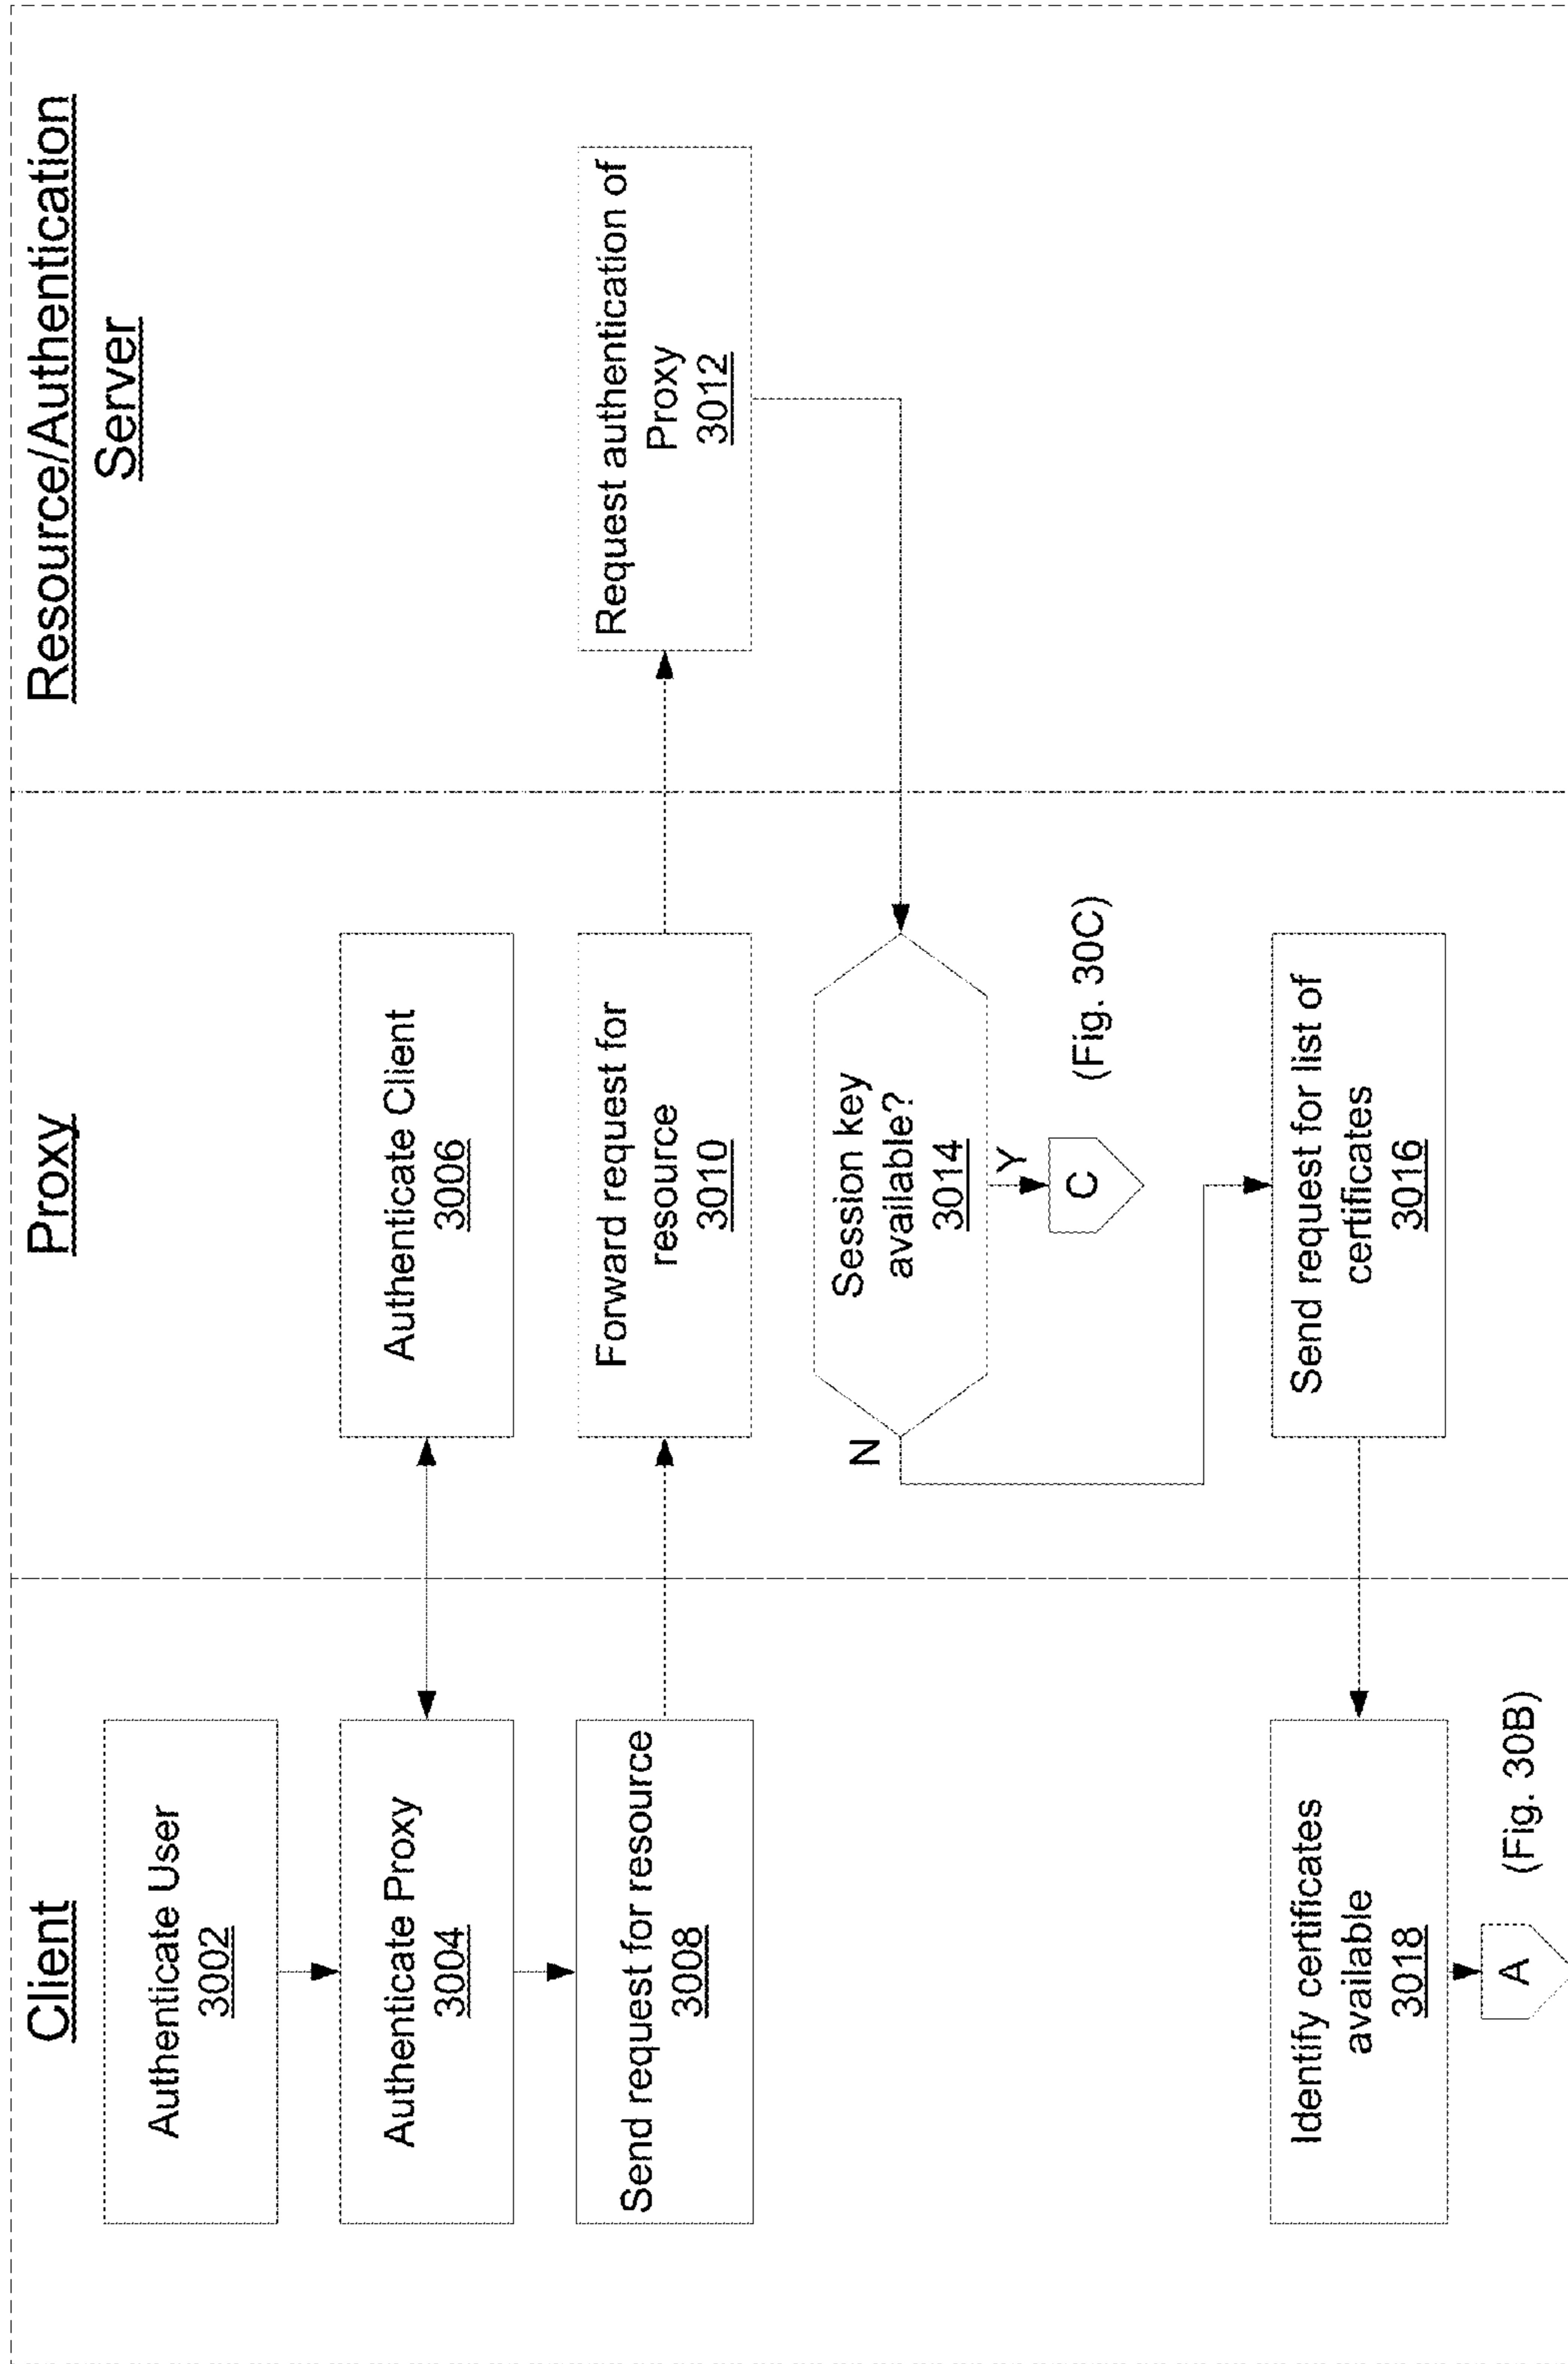 Client
Proxy
Resource/Authentication
Server
Authenticate User
3002
Authenticate Proxy
3004
Authenticate Client
3006
Send request for resource
3008
Forward request for
resource
3010
Request authentication of
Proxy
3012
Session key
available?
3014
N
Y
C
(Fig. 30C)
Send request for list of
certificates
3016
Identify certificates
available
3018
A
(Fig. 30B)